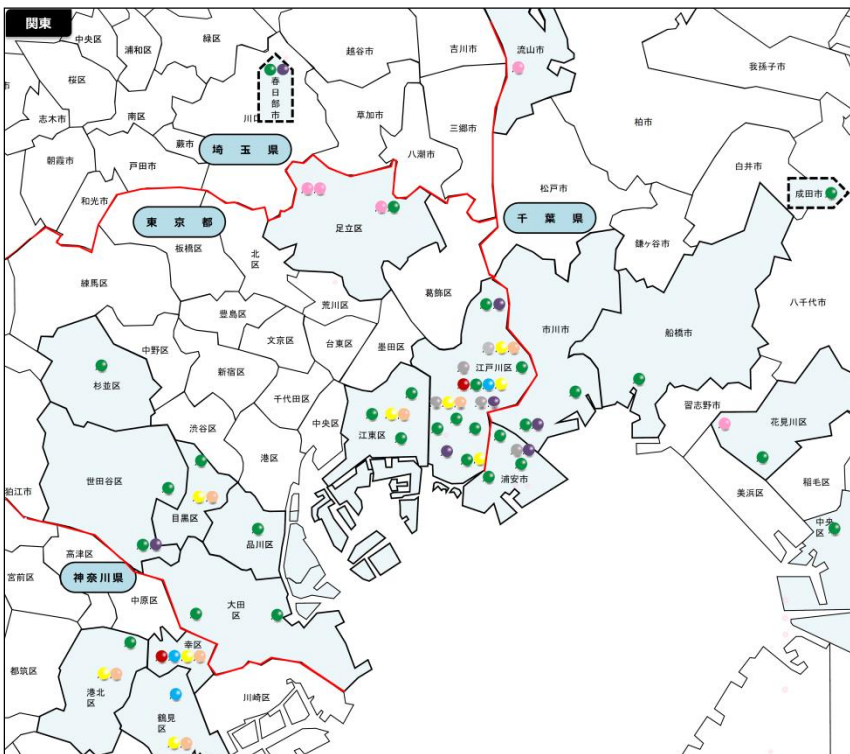 関東
中央区
浦和区
緑区
越谷市
吉川市
流山市
我孫子市
桜区
春日部市
川口
志木市
南区
草加市
三郷市
柏市
蕨市
埼玉県
八潮市
朝霞市
戸田市
白井市
松戸市
成田市
和光市
東京都
千葉県
足立区
板橋区
北区
鎌ヶ谷市
練馬区
葛飾区
荒川区
八千代市
豊島区
市川市
船橋市
文京区
台東区
墨田区
中野区
新宿区
江戸川区
杉並区
千代田区
習志野市
中央区
花見川区
渋谷区
江東区
港区
世田谷区
浦安市
稲毛区
狛江市
美浜区
目黒区
中央区
品川区
高津区
神奈川県
宮前区
中原区
大田区
幸区
都筑区
港北区
川崎区
鶴見区
市